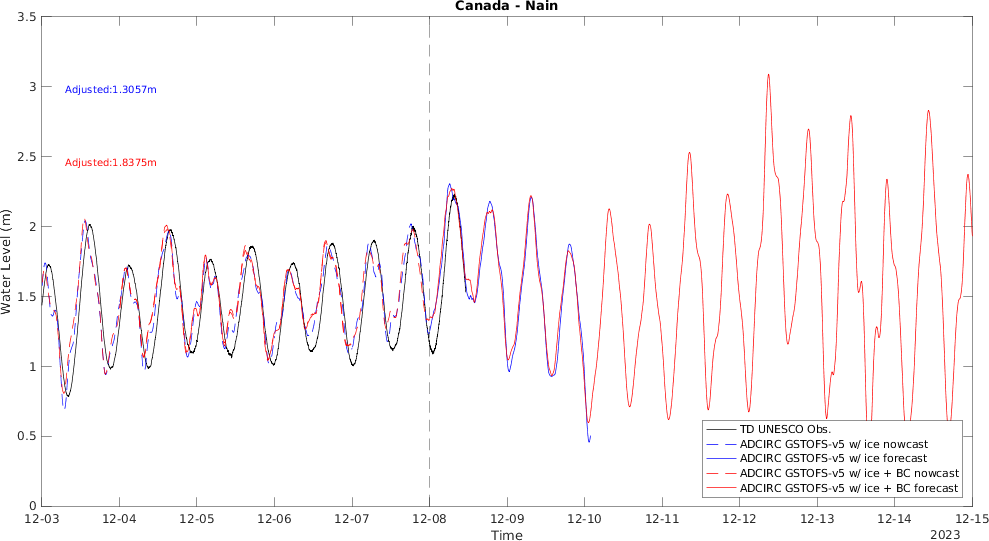 Canada - Nain
3.5
3
2.5
2
1.5
1
0.5
0
Water Level (m)
Adjusted:1.3057m
Adjusted:1.8375m
TD UNESCO Obs.
ADCIRC GSTOFS-v5 w/ ice nowcast
ADCIRC GSTOFS-v5 w/ ice forecast
ADCIRC GSTOFS-v5 w/ ice + BC nowcast
ADCIRC GSTOFS-v5 w/ ice + BC forecast
12-03 12-04 12-05 12-06 12-07 12-08 12-09 12-10 12-11 12-12 12-13 12-14 12-15
Time
2023